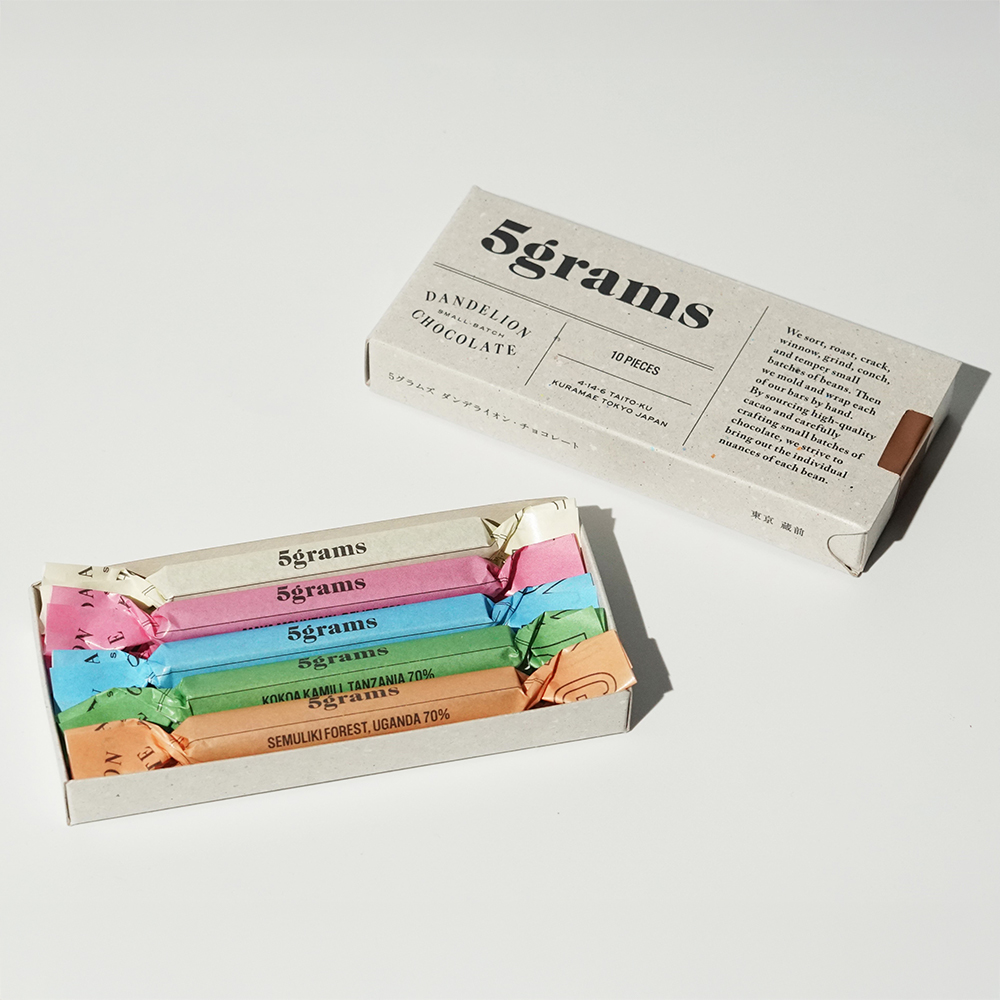 5grams
DANDELION
SMALL-BATCH
CHOCOLATE
10 PIECES
4-14-6 TAITO-KU
KURAMAE TOKYO JAPAN
We sort, roast, crack,
winnow, grind, conch,
and temper small
batches of beans. Then
we mold and wrap each
of our bars by hand.
By sourcing high-quality
cacao and carefully
crafting small batches of
chocolate, we strive to
bring out the individual
nuances of each bean.
5グラムズ ダンデライオン・チョコレート
東京 蔵前
5grams
5grams
5grams
5grams
KOKOA KAMILI, TANZANIA 70%
5grams
SEMULIKI FOREST, UGANDA 70%